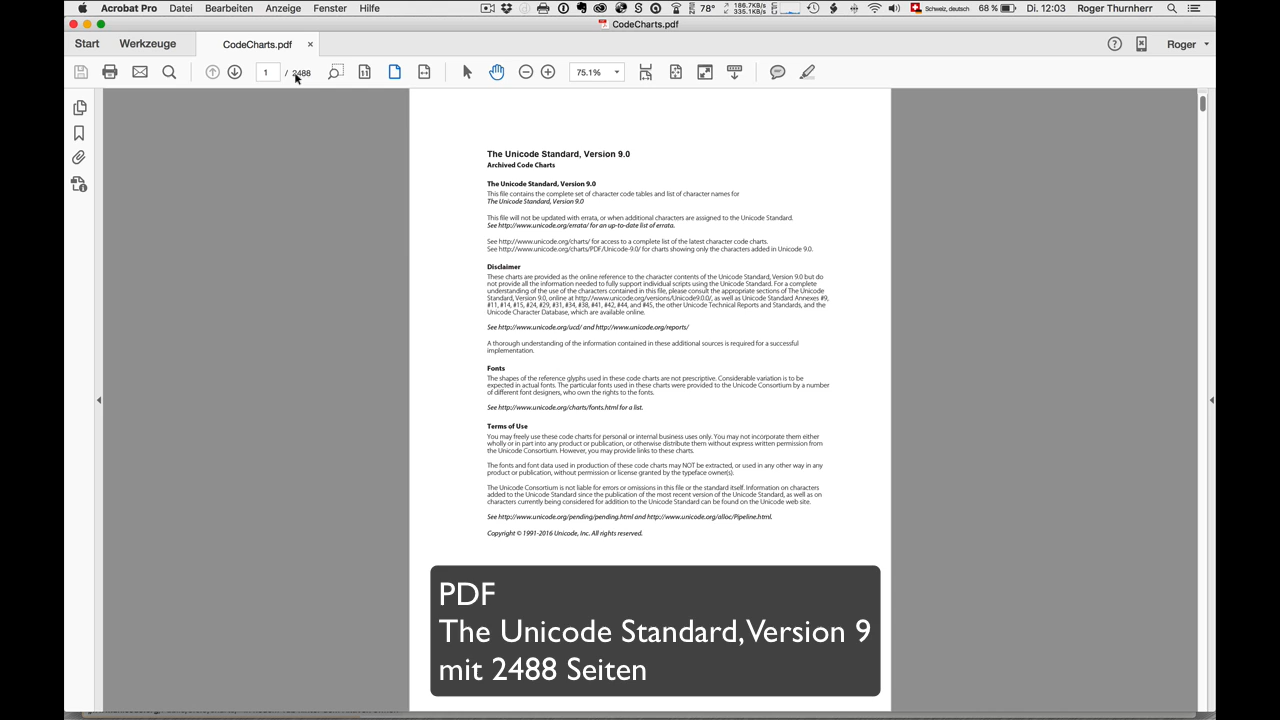 Acrobat Pro Datei Bearbeiten Anzeige Fenster Hilfe 78° 186.7KB/s 335.1KB/s Schweiz, deutsch 68 % Di. 12:03 Roger Thurnherr
CodeCharts.pdf
Start Werkzeuge CodeCharts.pdf × Roger
1 / 2488 75.1%
The Unicode Standard, Version 9.0
Archived Code Charts
The Unicode Standard, Version 9.0
This file contains the complete set of character code tables and list of character names for
The Unicode Standard, Version 9.0
This file will not be updated with errata, or when additional characters are assigned to the Unicode Standard.
See http://www.unicode.org/errata/ for an up-to-date list of errata.
See http://www.unicode.org/charts/ for access to a complete list of the latest character code charts.
See http://www.unicode.org/charts/PDF/Unicode-9.0/ for charts showing only the characters added in Unicode 9.0.
Disclaimer
These charts are provided as the online reference to the character contents of the Unicode Standard, Version 9.0 but do
not provide all the information needed to fully support individual scripts using the Unicode Standard. For a complete
understanding of the use of the characters contained in this file, please consult the appropriate sections of The Unicode
Standard, Version 9.0, online at http://www.unicode.org/versions/Unicode9.0.0/, as well as Unicode Standard Annexes #9,
#11, #14, #15, #24, #29, #31, #34, #38, #41, #42, #44, and #45, the other Unicode Technical Reports and Standards, and the
Unicode Character Database, which are available online.
See http://www.unicode.org/ucd/ and http://www.unicode.org/reports/
A thorough understanding of the information contained in these additional sources is required for a successful
implementation.
Fonts
The shapes of the reference glyphs used in these code charts are not prescriptive. Considerable variation is to be
expected in actual fonts. The particular fonts used in these charts were provided to the Unicode Consortium by a number
of different font designers, who own the rights to the fonts.
See http://www.unicode.org/charts/fonts.html for a list.
Terms of Use
You may freely use these code charts for personal or internal business uses only. You may not incorporate them either
wholly or in part into any product or publication, or otherwise distribute them without express written permission from
the Unicode Consortium. However, you may provide links to these charts.
The fonts and font data used in production of these code charts may NOT be extracted, or used in any other way in any
product or publication, without permission or license granted by the typeface owner(s).
The Unicode Consortium is not liable for errors or omissions in this file or the standard itself. Information on characters
added to the Unicode Standard since the publication of the most recent version of the Unicode Standard, as well as on
characters currently being considered for addition to the Unicode Standard can be found on the Unicode web site.
See http://www.unicode.org/pending/pending.html and http://www.unicode.org/alloc/Pipeline.html.
Copyright © 1991-2016 Unicode, Inc. All rights reserved.
PDF
The Unicode Standard, Version 9
mit 2488 Seiten